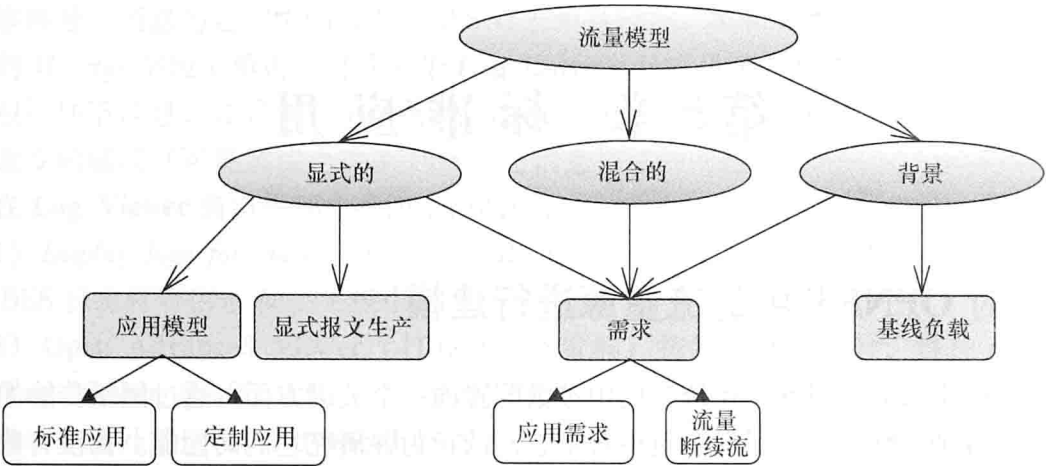 流量模型
显式的
混合的
背景
应用模型
显式报文生产
需求
基线负载
标准应用
定制应用
应用需求
流量
断续流